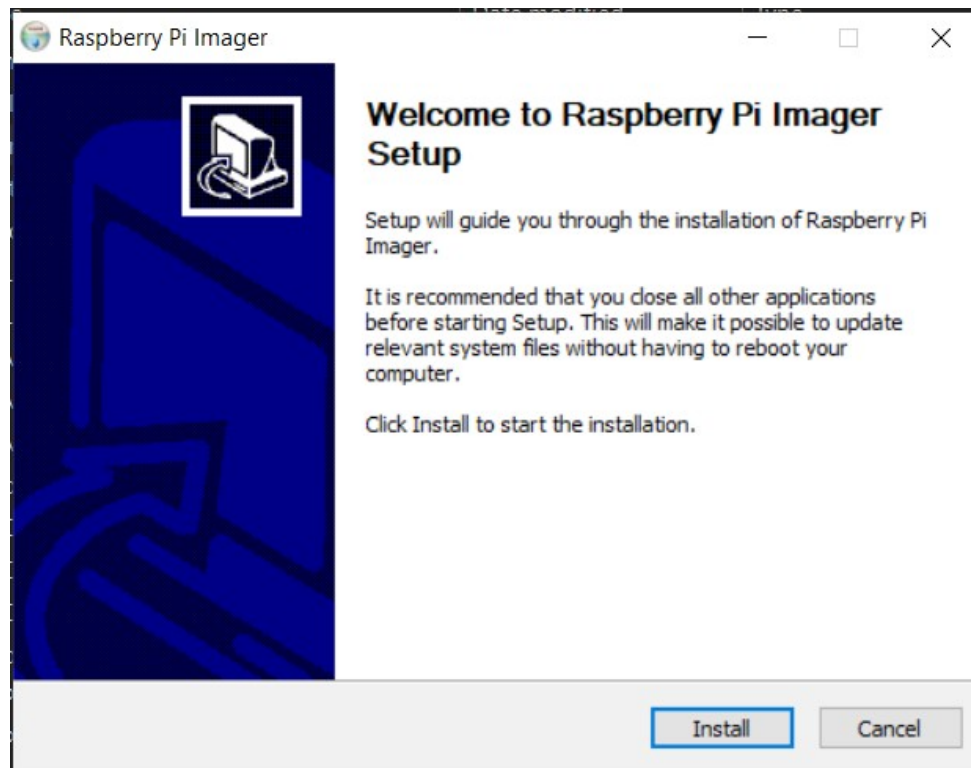 Raspberry Pi Imager
Welcome to Raspberry Pi Imager
Setup
Setup will guide you through the installation of Raspberry Pi
Imager.
It is recommended that you close all other applications
before starting Setup. This will make it possible to update
relevant system files without having to reboot your
computer.
Click Install to start the installation.
Install
Cancel